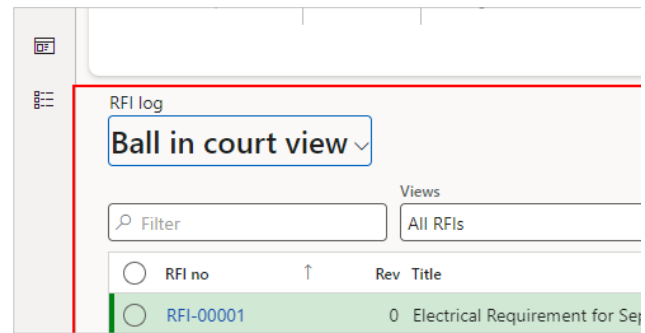 RFI log
Ball in court view
Views
Filter
All RFIs
RFI no Rev Title
RFI-00001 0 Electrical Requirement for